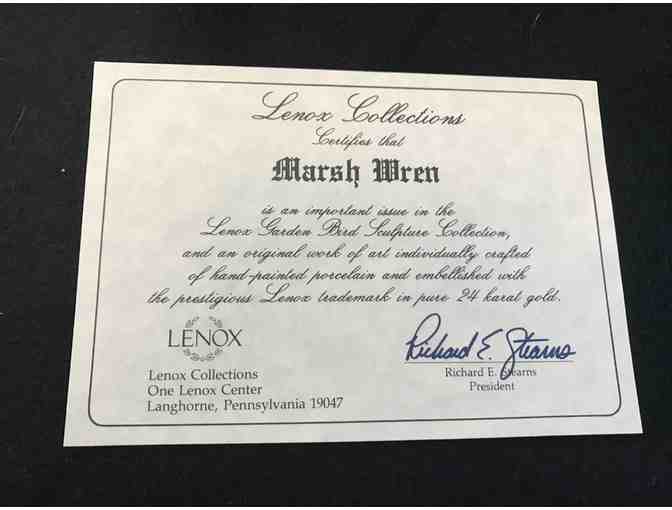 Lenox Collections
Certifies that
Marsh Wren
is an important issue in the
Lenox Garden Bird Sculpture Collection,
and an original work of art individually crafted
of hand-painted porcelain and embellished with
the prestigious Lenox trademark in pure 24 karat gold.
LENOX
Lenox Collections
One Lenox Center
Langhorne, Pennsylvania 19047
Richard E. Stearns
Richard E. Stearns
President